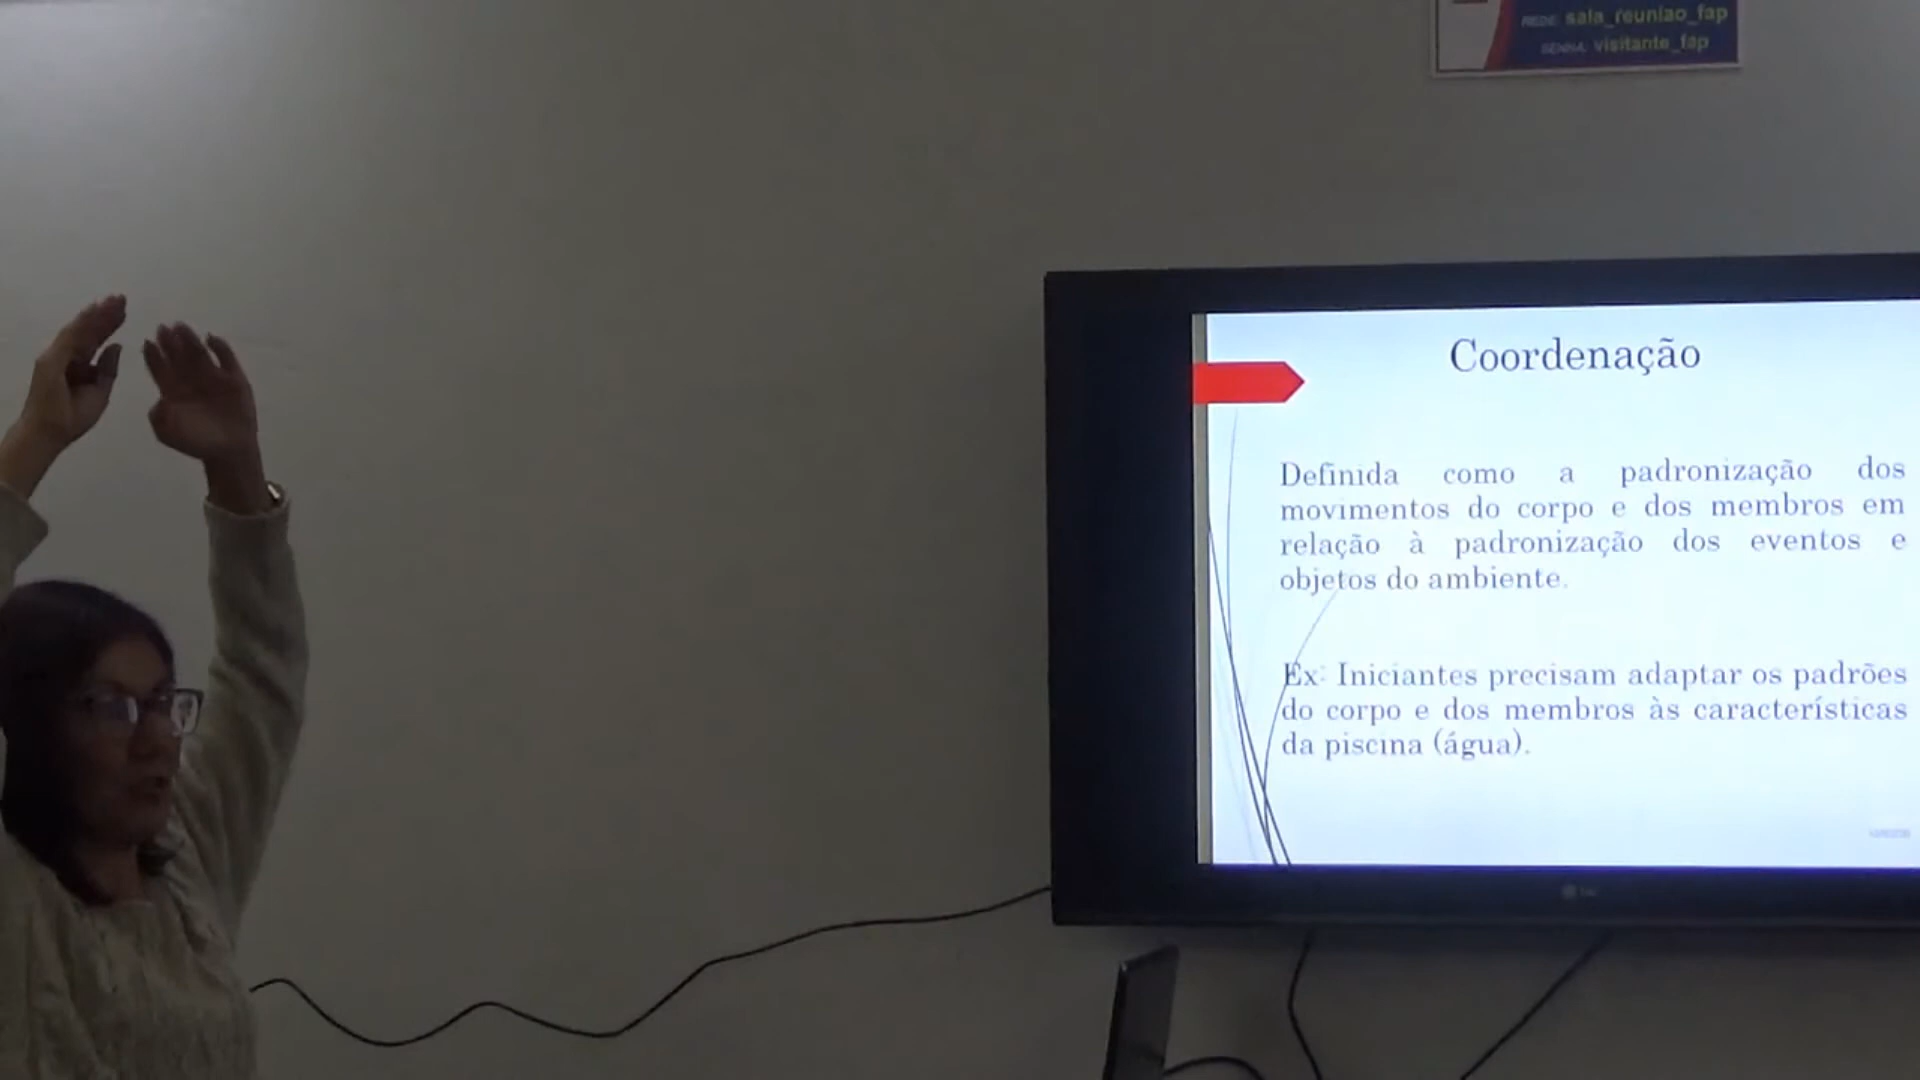 REDE: sala_reuniao_fap
SENHA: visitante_fap
Coordenação
Definida como a padronização dos
movimentos do corpo e dos membros em
relação à padronização dos eventos e
objetos do ambiente.
Ex: Iniciantes precisam adaptar os padrões
do corpo e dos membros às características
da piscina (água).